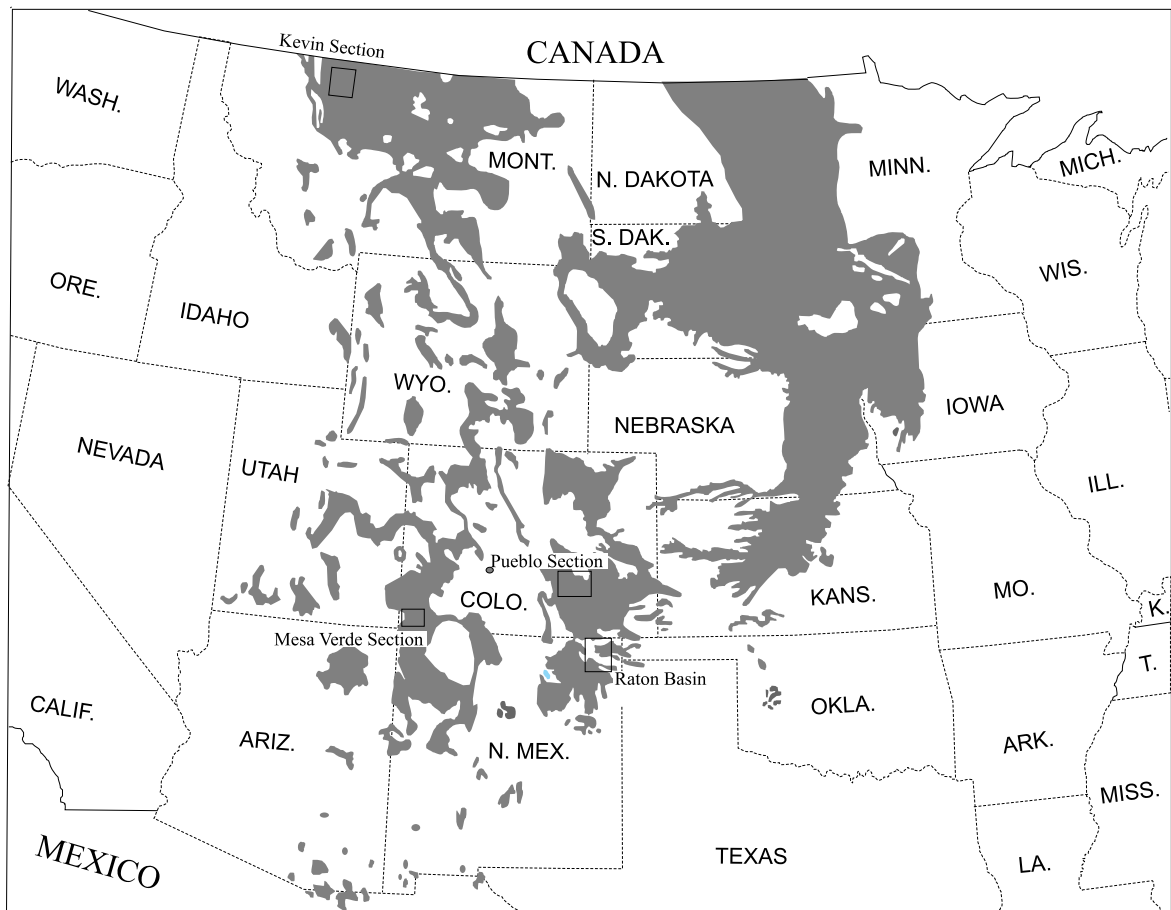 Kevin Section
CANADA
WASH.
MONT.
N. DAKOTA
MINN.
MICH.
S. DAK.
WIS.
ORE.
IDAHO
WYO.
NEBRASKA
IOWA
NEVADA
UTAH
ILL.
Pueblo Section
COLO.
KANS.
MO.
K.
Mesa Verde Section
T.
Raton Basin
CALIF.
ARIZ.
N. MEX.
OKLA.
ARK.
MISS.
MEXICO
TEXAS
LA.